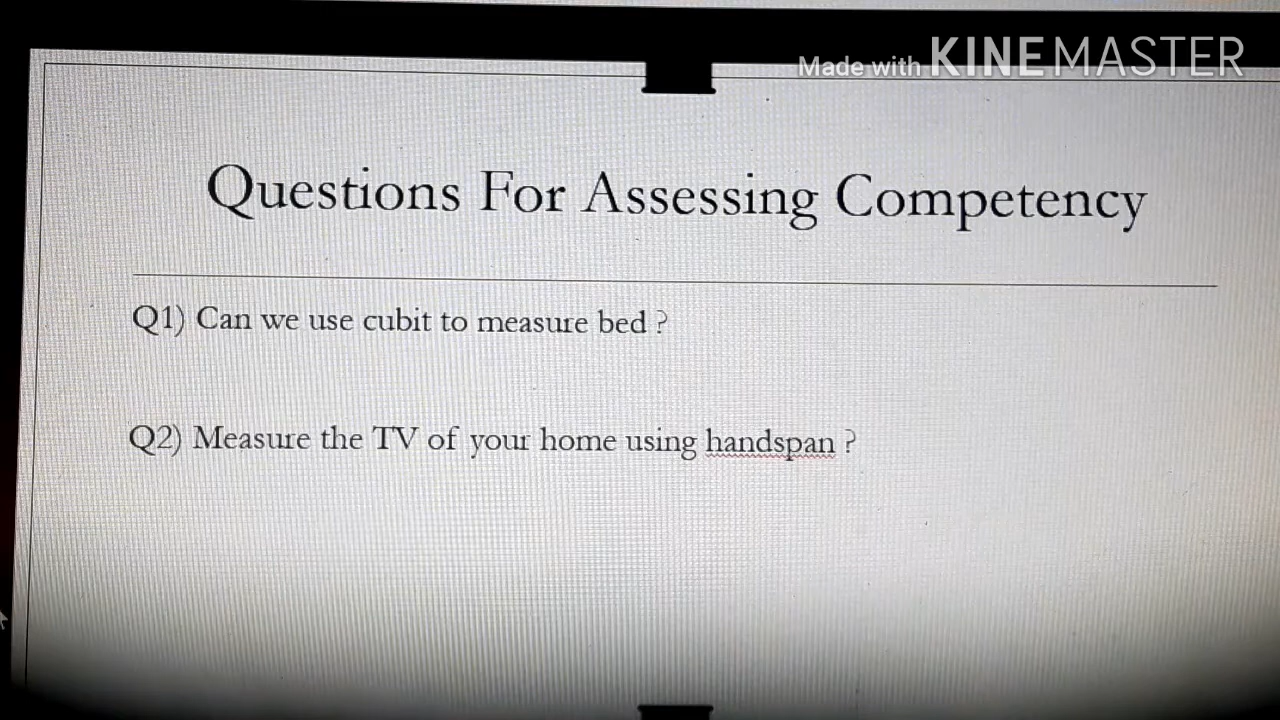 Made with KINEMASTER
Questions For Assessing Competency
Q1) Can we use cubit to measure bed ?
Q2) Measure the TV of your home using handspan ?